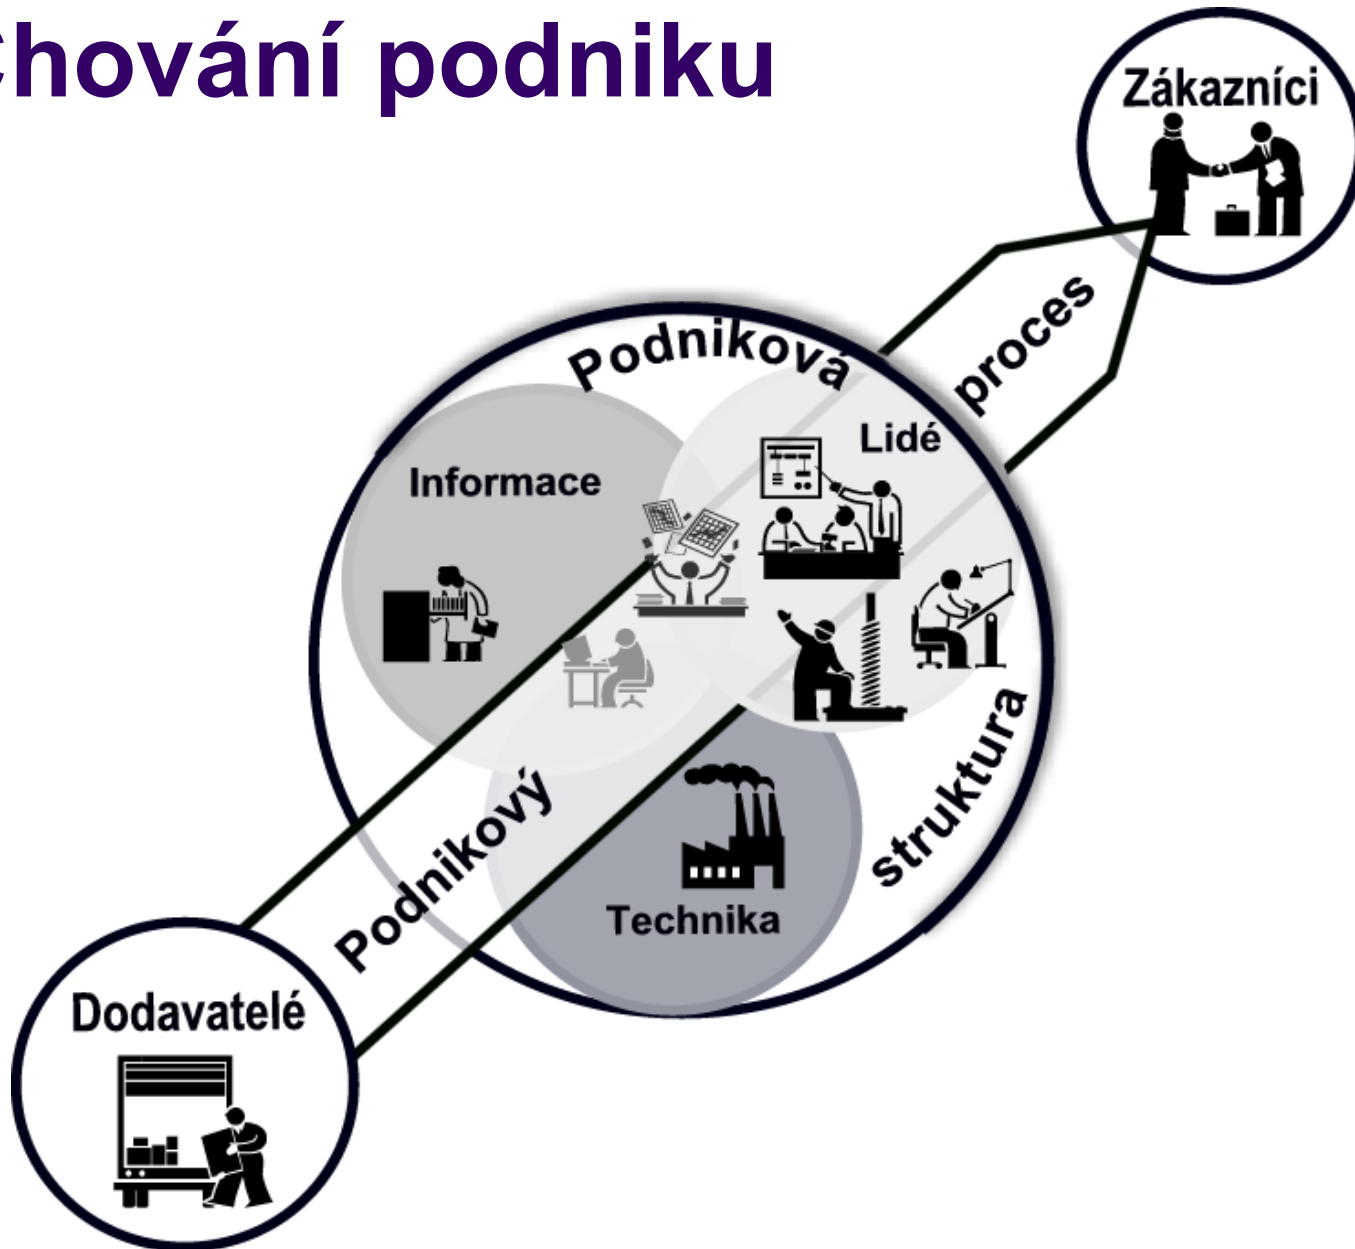 Chování podniku
Zákazníci
Podniková
struktura
proces
Lidé
Informace
Podnikový
Technika
Dodavatelé